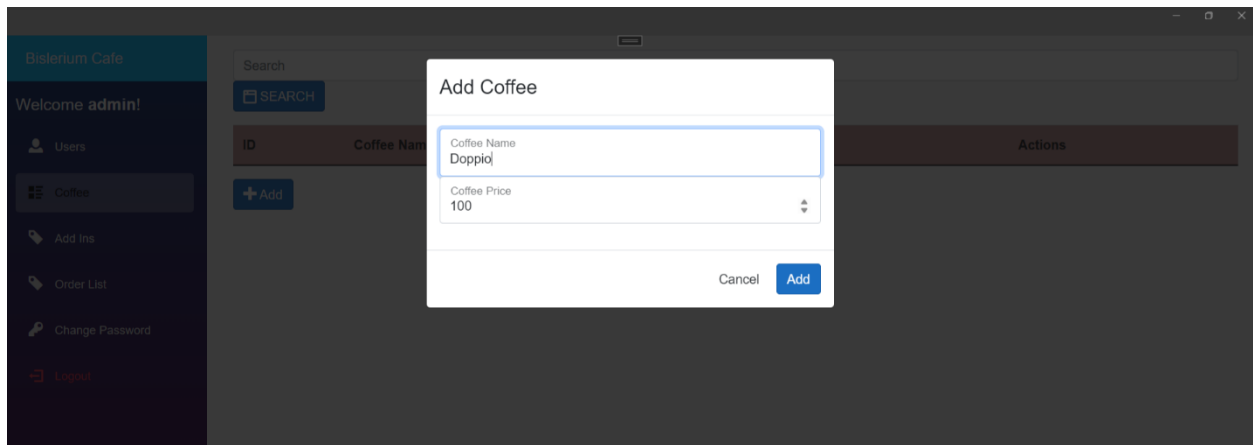 Bislerium Cafe
Welcome admin!
Users
Coffee
Add Ins
Order List
Change Password
Logout
Search
SEARCH
ID Coffee Nam Actions
Add
Add Coffee
Coffee Name
Doppio
Coffee Price
100
Cancel Add